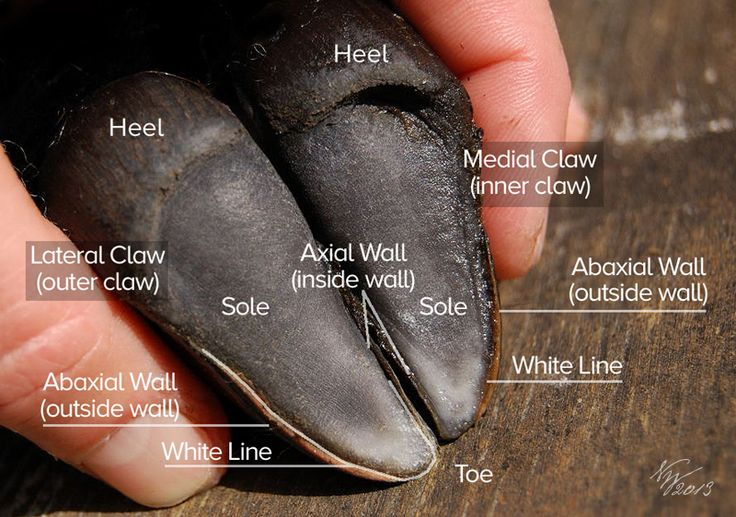 Heel
Heel
Medial Claw
(inner claw)
Lateral Claw
(outer claw)
Axial Wall
(inside wall)
Abaxial Wall
(outside wall)
Sole
Sole
White Line
Abaxial Wall
(outside wall)
White Line
Toe
2013